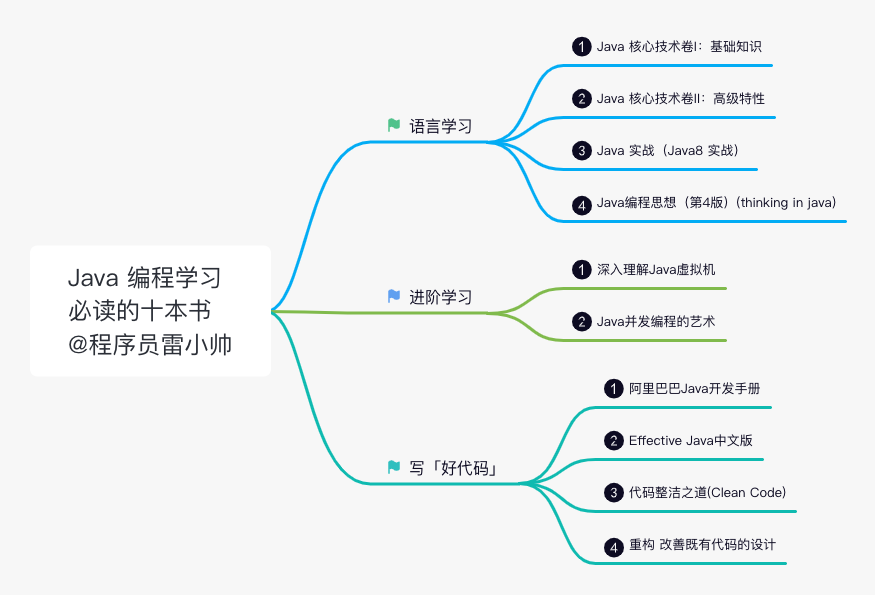 Java 编程学习
必读的十本书
@程序员雷小帅
语言学习
1 Java 核心技术卷I：基础知识
2 Java 核心技术卷II：高级特性
3 Java 实战（Java8 实战）
4 Java编程思想（第4版）(thinking in java)
进阶学习
1 深入理解Java虚拟机
2 Java并发编程的艺术
写「好代码」
1 阿里巴巴Java开发手册
2 Effective Java中文版
3 代码整洁之道(Clean Code)
4 重构 改善既有代码的设计